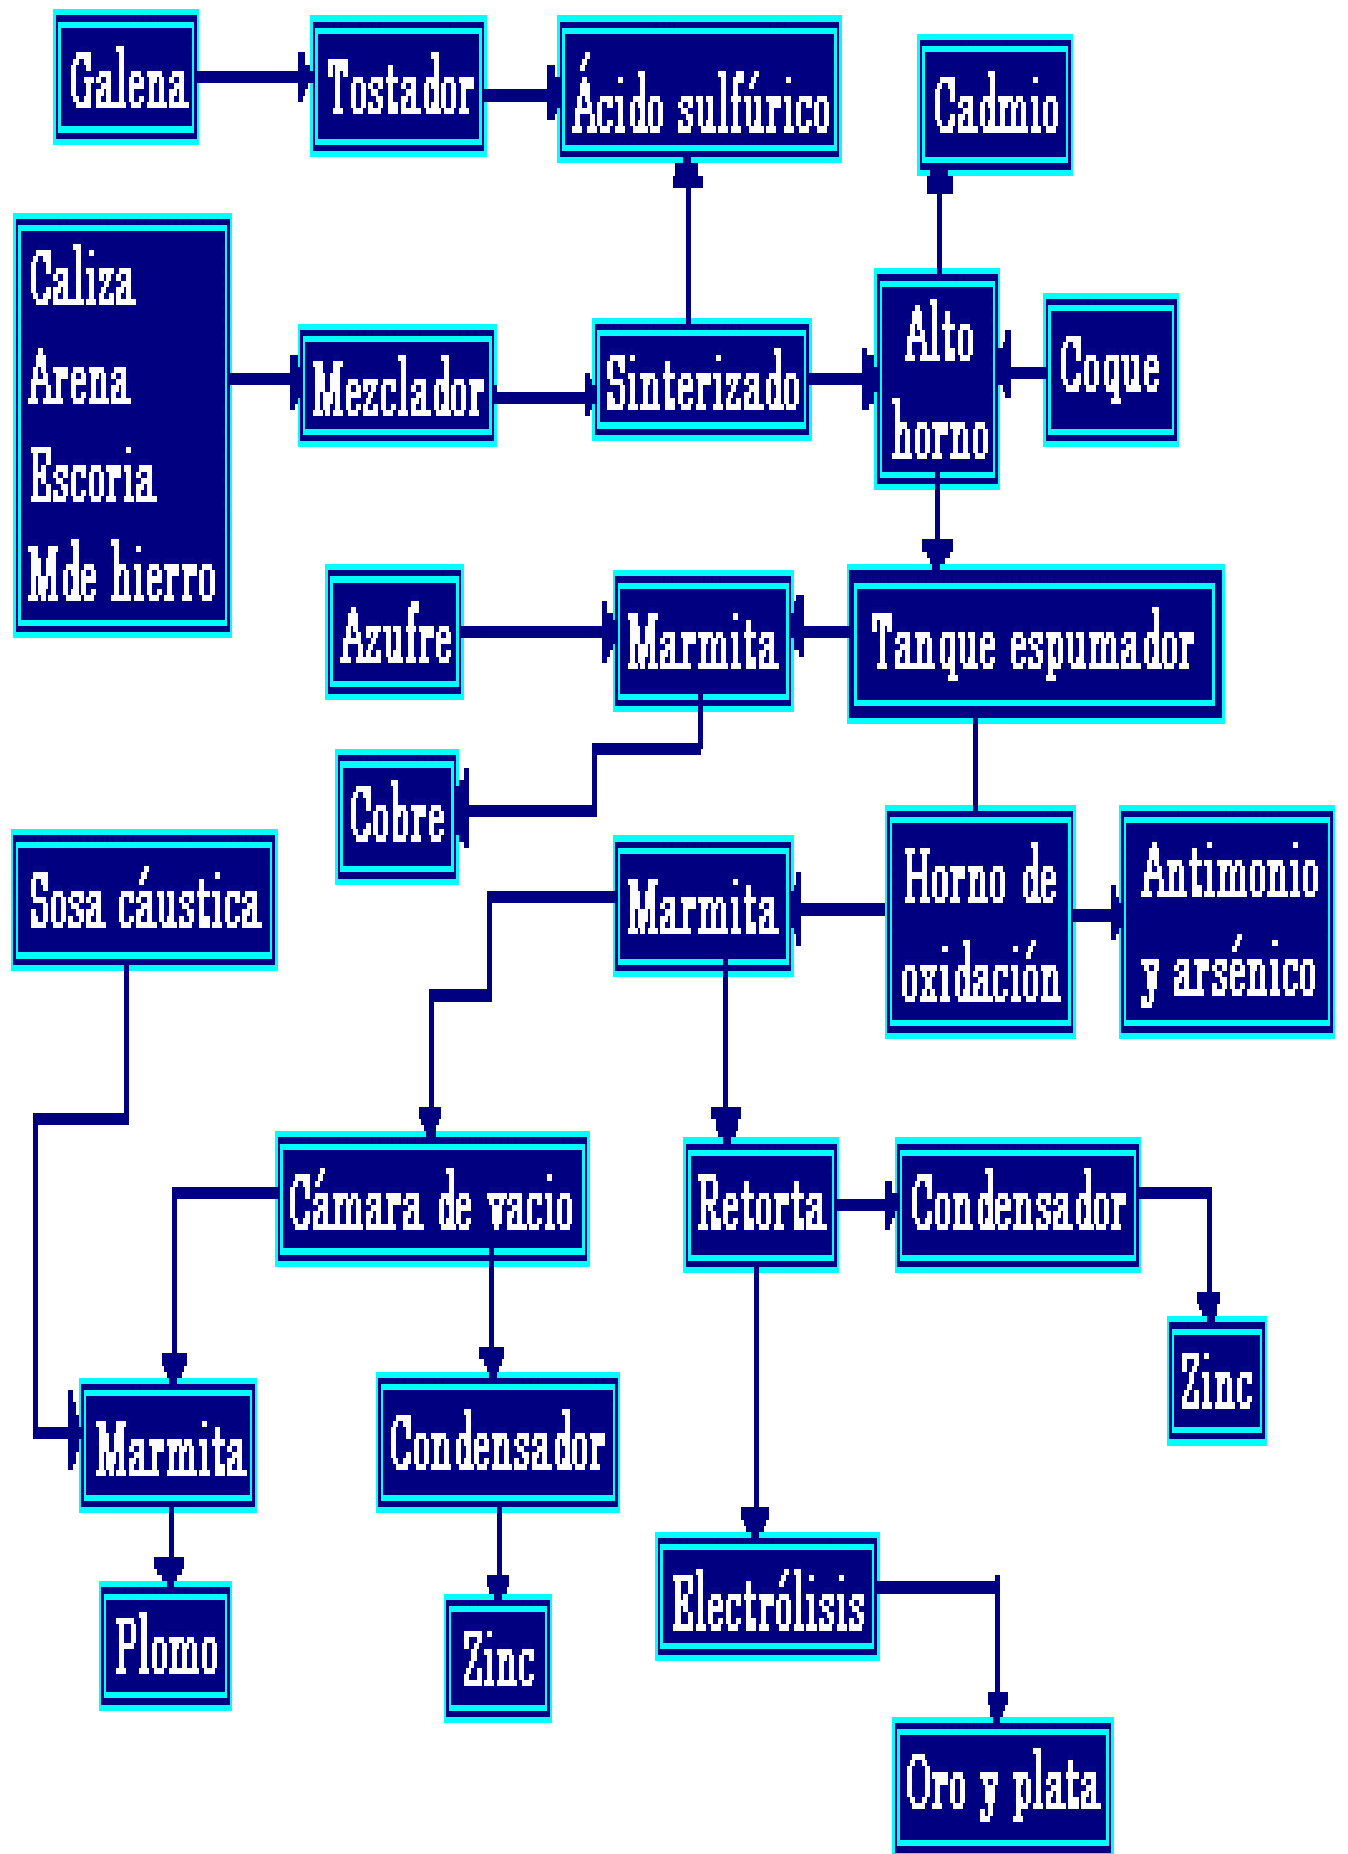 Galena
Tostador
Ácido sulfúrico
Cadmio
Caliza
Arena
Escoria
Mde hierro
Mezclador
Sinterizado
Alto
horno
Coque
Azufre
Marmita
Tanque espumador
Cobre
Sosa cáustica
Marmita
Horno de
oxidación
Antimonio
y arsénico
Cámara de vacio
Retorta
Condensador
Zinc
Marmita
Condensador
Plomo
Zinc
Electrólisis
Oro y plata